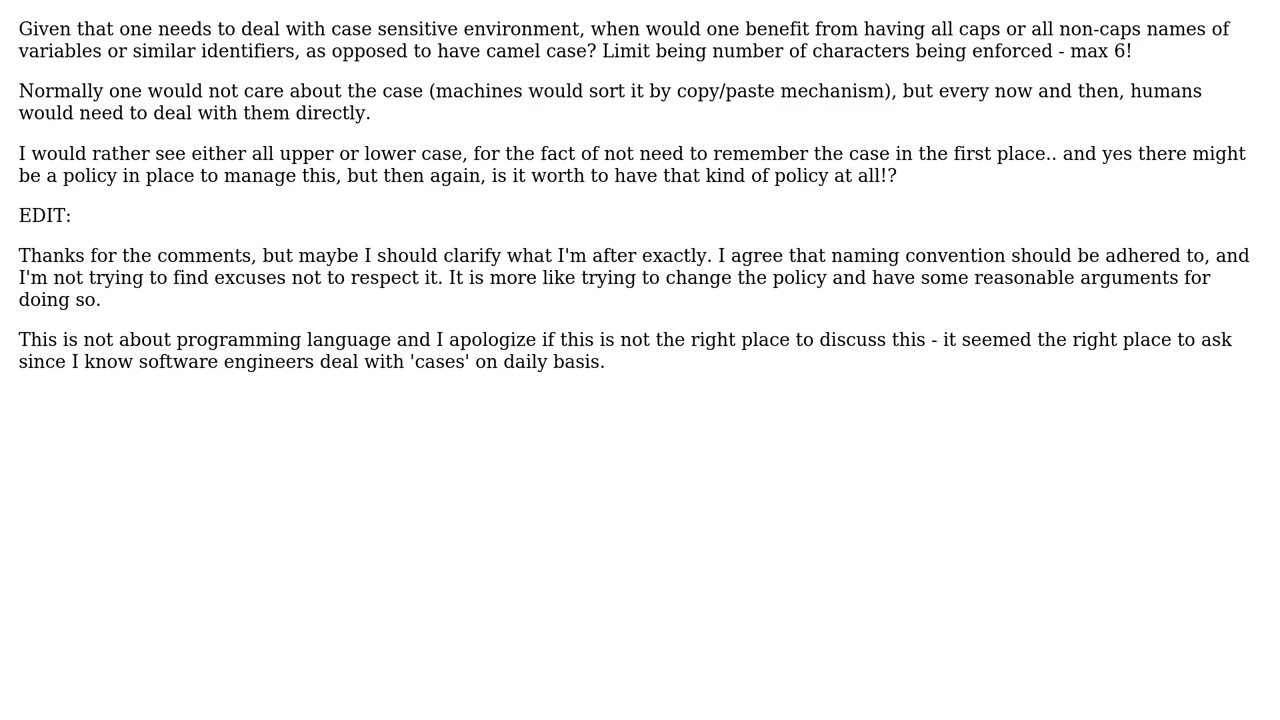 Given that one needs to deal with case sensitive environment, when would one benefit from having all caps or all non-caps names of
variables or similar identifiers, as opposed to have camel case? Limit being number of characters being enforced - max 6!
Normally one would not care about the case (machines would sort it by copy/paste mechanism), but every now and then, humans
would need to deal with them directly.
I would rather see either all upper or lower case, for the fact of not need to remember the case in the first place.. and yes there might
be a policy in place to manage this, but then again, is it worth to have that kind of policy at all!?
EDIT:
Thanks for the comments, but maybe I should clarify what I'm after exactly. I agree that naming convention should be adhered to, and
I'm not trying to find excuses not to respect it. It is more like trying to change the policy and have some reasonable arguments for
doing so.
This is not about programming language and I apologize if this is not the right place to discuss this - it seemed the right place to ask
since I know software engineers deal with 'cases' on daily basis.